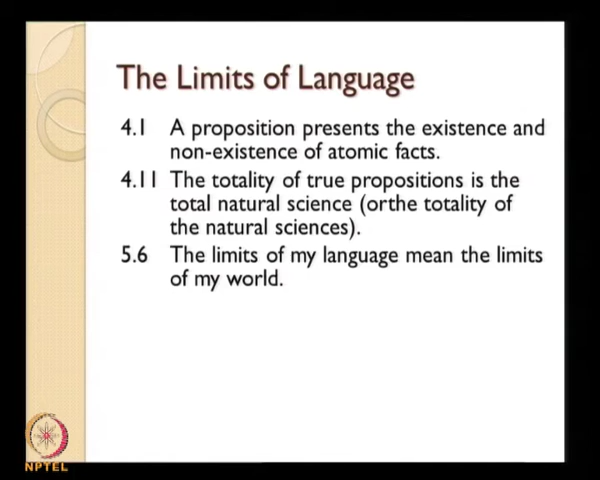 The Limits of Language
4.1 A proposition presents the existence and
non-existence of atomic facts.
4.11 The totality of true propositions is the
total natural science (orthe totality of
the natural sciences).
5.6 The limits of my language mean the limits
of my world.
NPTEL